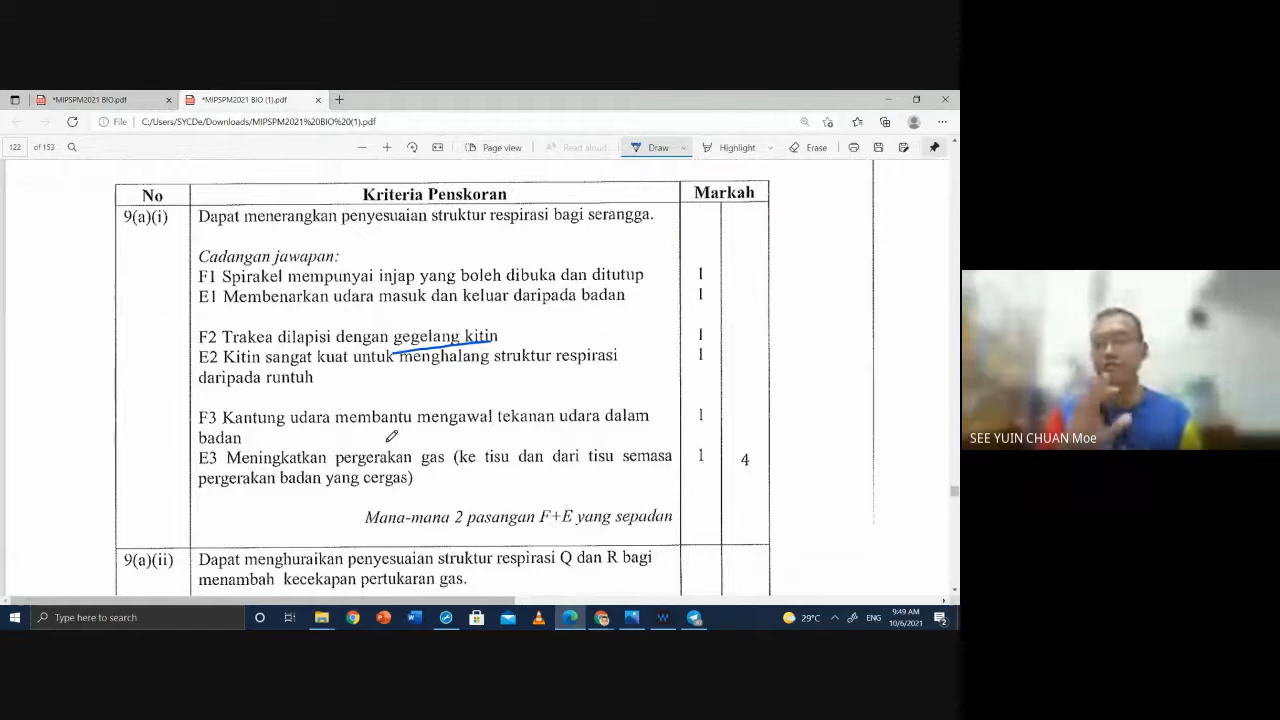 *MIPSPM2021 BIO.pdf
*MIPSPM2021 BIO (1).pdf
File
C:/Users/SYCDe/Downloads/MIPSPM2021%20BIO%20(1).pdf
122 of 153
Page view
Read aloud
Draw
Highlight
Erase
No
Kriteria Penskoran
Markah
9(a)(i)
Dapat menerangkan penyesuaian struktur respirasi bagi serangga.
Cadangan jawapan:
F1 Spirakel mempunyai injap yang boleh dibuka dan ditutup
1
E1 Membenarkan udara masuk dan keluar daripada badan
1
F2 Trakea dilapisi dengan gegelang kitin
1
E2 Kitin sangat kuat untuk menghalang struktur respirasi
1
daripada runtuh
F3 Kantung udara membantu mengawal tekanan udara dalam
1
badan
E3 Meningkatkan pergerakan gas (ke tisu dan dari tisu semasa
1
4
pergerakan badan yang cergas)
Mana-mana 2 pasangan F+E yang sepadan
9(a)(ii)
Dapat menghuraikan penyesuaian struktur respirasi Q dan R bagi
menambah kecekapan pertukaran gas.
SEE YUIN CHUAN Moe
Type here to search
29°C
ENG
9:49 AM
10/6/2021
2